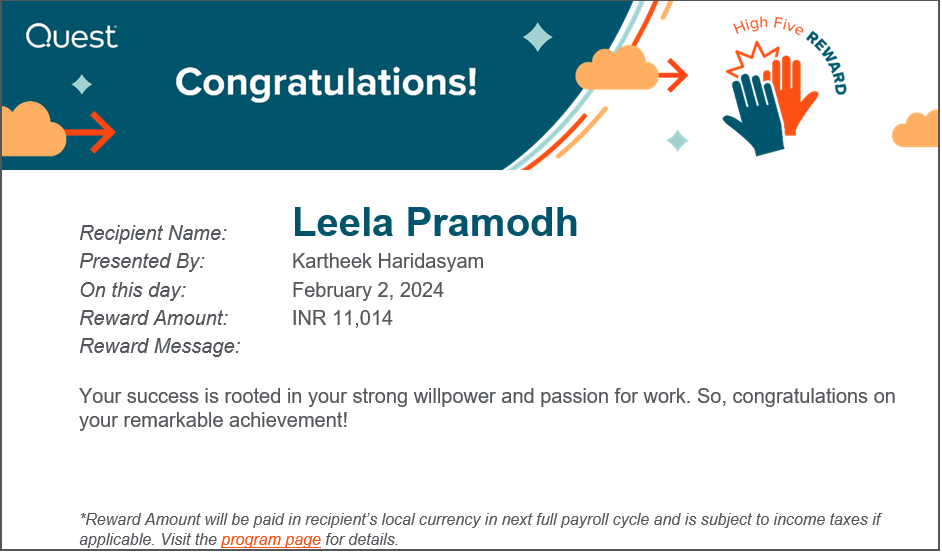 Quest
Congratulations!
High Five REWARD
Recipient Name: Leela Pramodh
Presented By: Kartheek Haridasyam
On this day: February 2, 2024
Reward Amount: INR 11,014
Reward Message:
Your success is rooted in your strong willpower and passion for work. So, congratulations on
your remarkable achievement!
*Reward Amount will be paid in recipient's local currency in next full payroll cycle and is subject to income taxes if
applicable. Visit the program page for details.